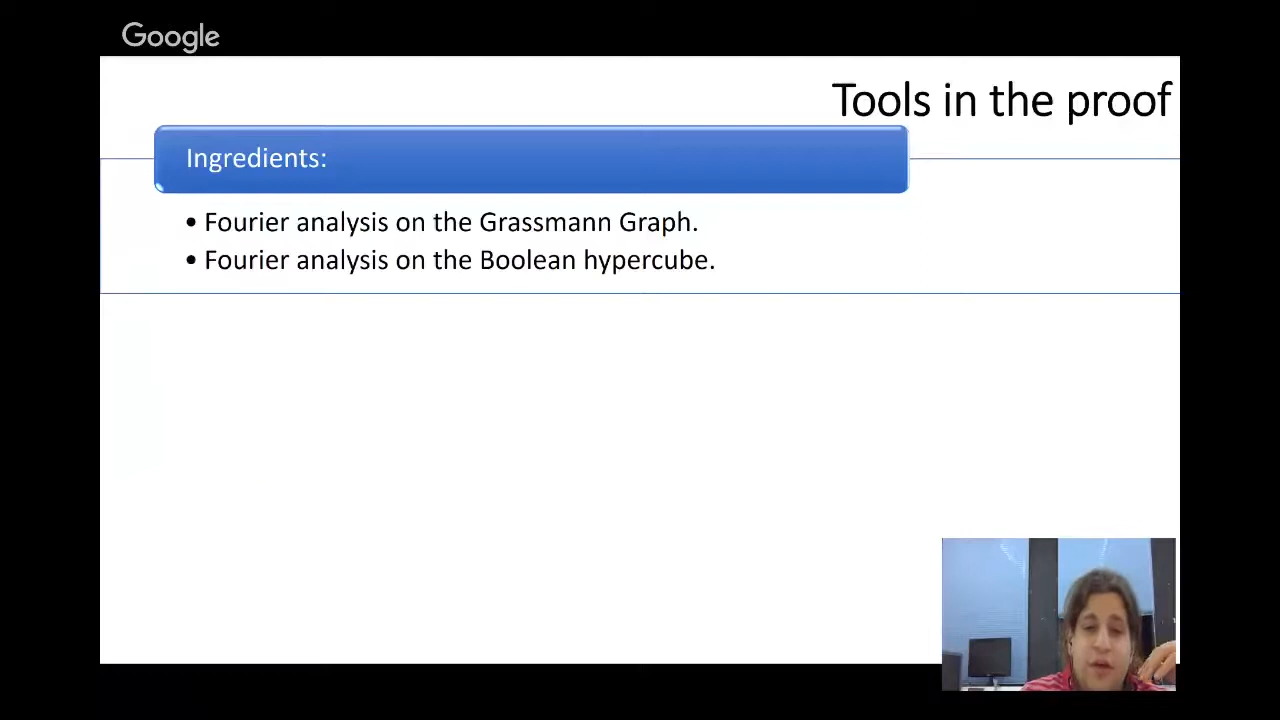 Google
Tools in the proof
Ingredients:
• Fourier analysis on the Grassmann Graph.
• Fourier analysis on the Boolean hypercube.